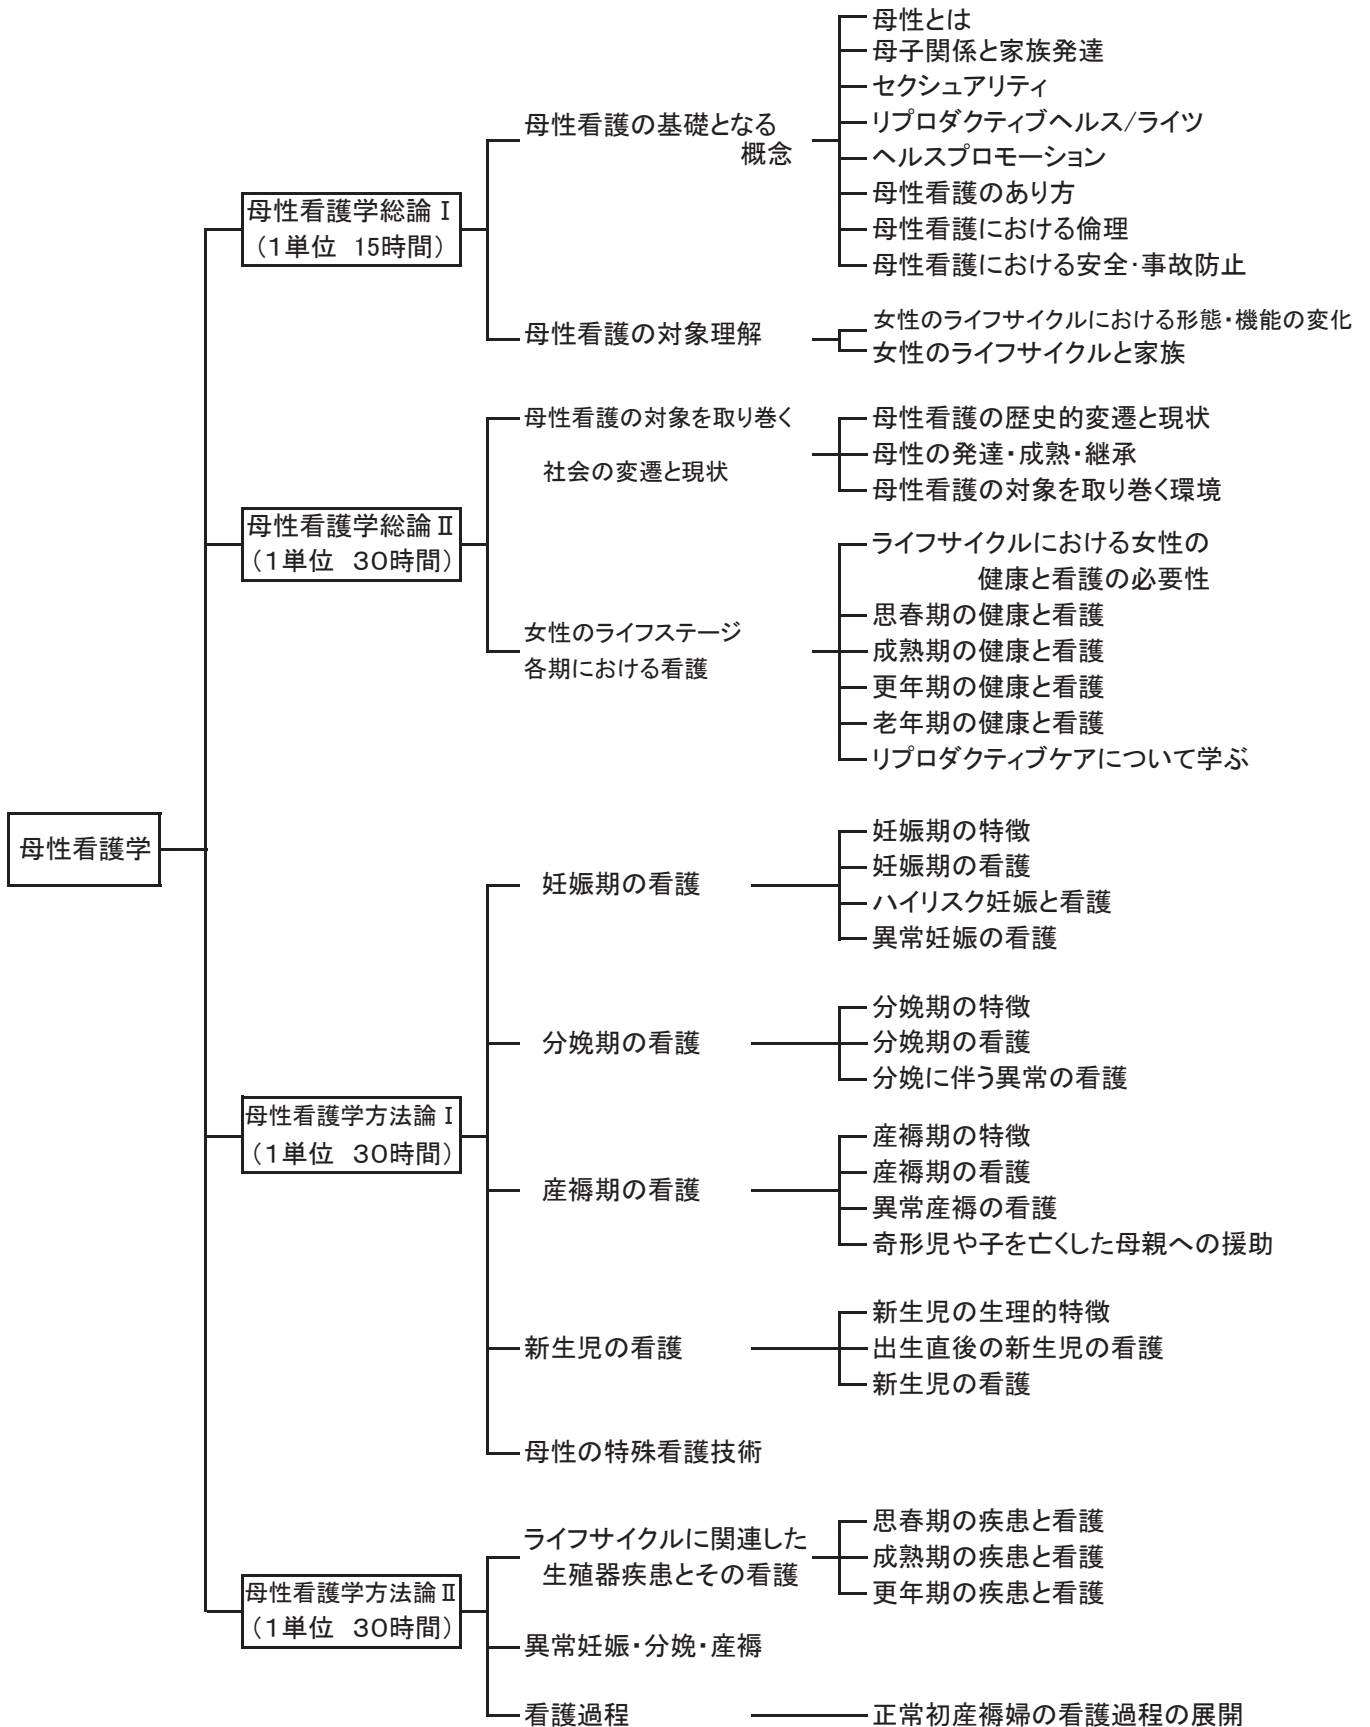 母性看護学
母性看護学総論Ⅰ
(1単位 15時間)
母性看護の基礎となる
概念
母性とは
母子関係と家族発達
セクシュアリティ
リプロダクティブヘルス/ライツ
ヘルスプロモーション
母性看護のあり方
母性看護における倫理
母性看護における安全・事故防止
母性看護の対象理解
女性のライフサイクルにおける形態・機能の変化
女性のライフサイクルと家族
母性看護学総論Ⅱ
(1単位 30時間)
母性看護の対象を取り巻く
社会の変遷と現状
母性看護の歴史的変遷と現状
母性の発達・成熟・継承
母性看護の対象を取り巻く環境
女性のライフステージ
各期における看護
ライフサイクルにおける女性の
健康と看護の必要性
思春期の健康と看護
成熟期の健康と看護
更年期の健康と看護
老年期の健康と看護
リプロダクティブケアについて学ぶ
母性看護学方法論Ⅰ
(1単位 30時間)
妊娠期の看護
妊娠期の特徴
妊娠期の看護
ハイリスク妊娠と看護
異常妊娠の看護
分娩期の看護
分娩期の特徴
分娩期の看護
分娩に伴う異常の看護
産褥期の看護
産褥期の特徴
産褥期の看護
異常産褥の看護
奇形児や子を亡くした母親への援助
新生児の看護
新生児の生理的特徴
出生直後の新生児の看護
新生児の看護
母性の特殊看護技術
母性看護学方法論Ⅱ
(1単位 30時間)
ライフサイクルに関連した
生殖器疾患とその看護
思春期の疾患と看護
成熟期の疾患と看護
更年期の疾患と看護
異常妊娠・分娩・産褥
看護過程
正常初産褥婦の看護過程の展開